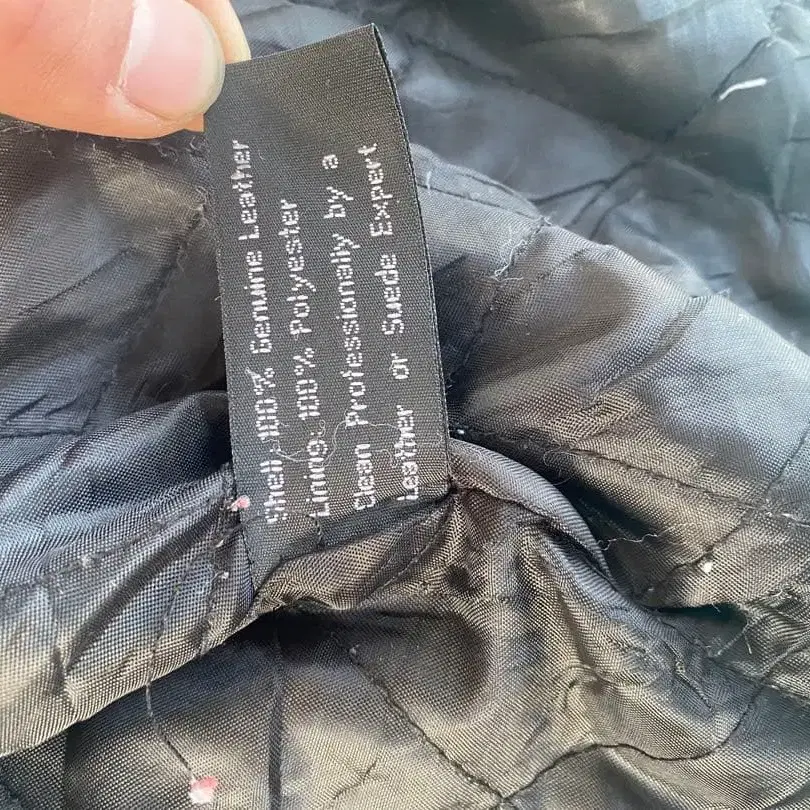 Shell: 100% Genuine Leather
Lining: 100% Polyester
Clean Professionally by a
Leather or Suede Expert